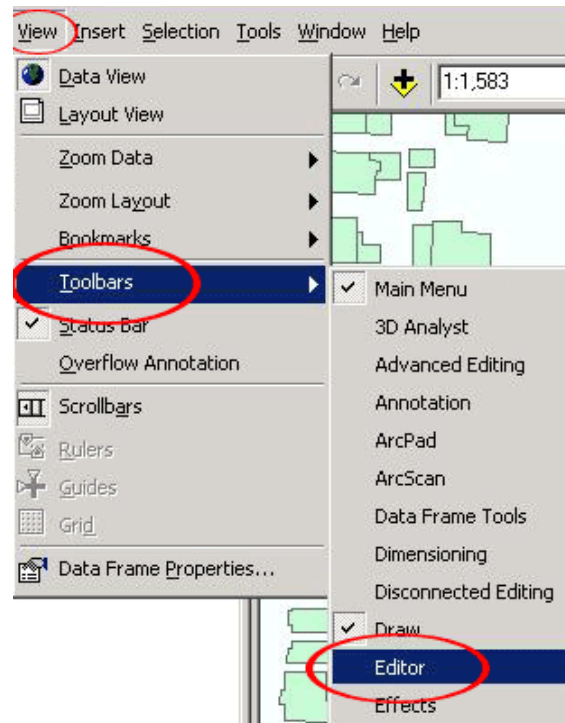 View Insert Selection Tools Window Help
1:1,583
Data View
Layout View
Zoom Data
Zoom Layout
Bookmarks
Toolbars
Status Bar
Overflow Annotation
Scrollbars
Rulers
Guides
Grid
Data Frame Properties...
Main Menu
3D Analyst
Advanced Editing
Annotation
ArcPad
ArcScan
Data Frame Tools
Dimensioning
Disconnected Editing
Draw
Editor
Effects